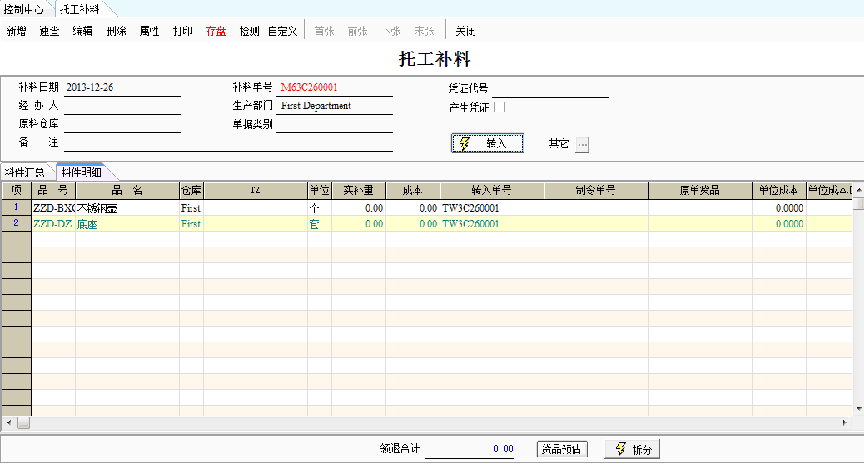 控制中心 托工补料
新增 速查 编辑 删除 属性 打印 存盘 检测 自定义 首张 前张 下张 末张 关闭
托工补料
补料日期 2013-12-26 补料单号 M63C260001 凭证代号
经 办 人 生产部门 First Department 产生凭证
原料仓库 单据类别
备 注 转入 其它 ...
料件汇总 料件明细
项 品 号 品 名 仓库 单位 实补量 成本 转入单号 制令单号 原单货品 单位成本 单位成本
1 ZZD-BX 不锈钢壶 First 个 0.00 0.00 TW3C260001 0.0000
2 ZZD-DZ 底座 First 套 0.00 0.00 TW3C260001 0.0000
领退合计 0.00 货品预估 拆分